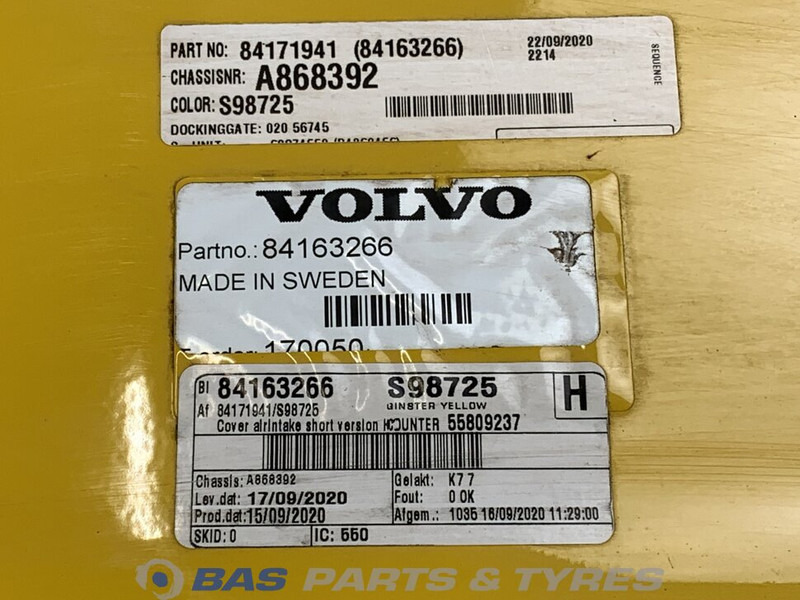 PART NO: 84171941 (84163266)
22/09/2020
2214
SEQUENCE
CHASSISNR: A868392
COLOR: S98725
DOCKINGGATE: 020 56745
VOLVO
Partno.: 84163266
MADE IN SWEDEN
170050
BI 84163266 S98725 H
Af 84171941/S98725 GINSTER YELLOW
Cover airintake short version H COUNTER 55809237
Chassis: A868392 Gelakt: K7 7
Lev.dat: 17/09/2020 Fout: 0 OK
Prod.dat: 15/09/2020 Afgem.: 1035 16/09/2020 11:29:00
SKID: 0 IC: 550
BAS PARTS & TYRES